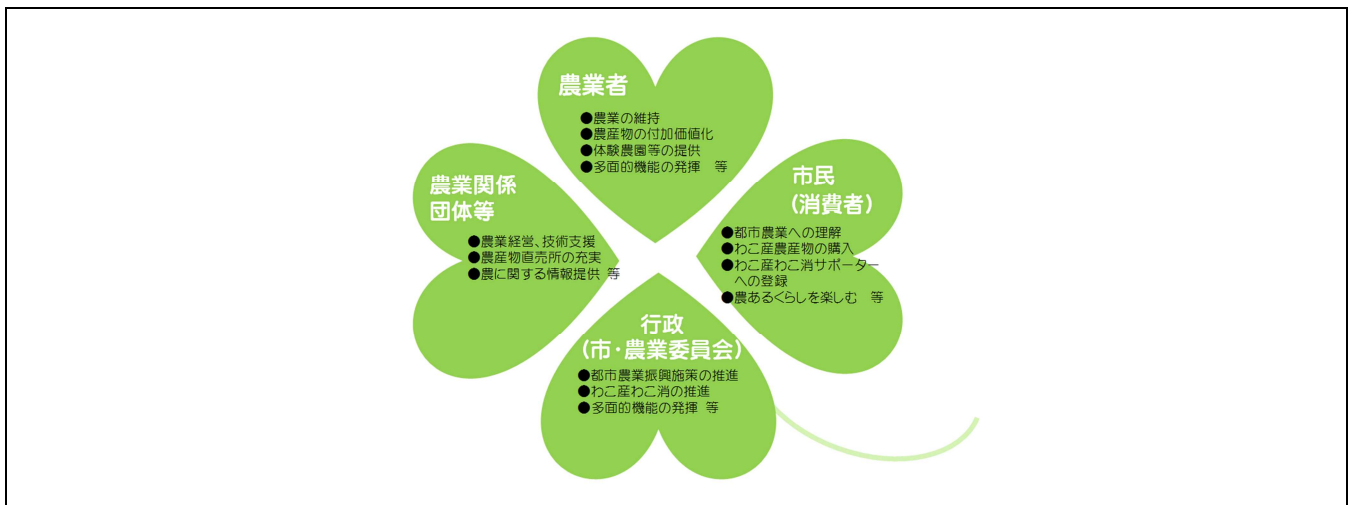 農業者
●農業の維持
●農産物の付加価値化
●体験農園等の提供
●多面的機能の発揮 等
農業関係
団体等
●農業経営、技術支援
●農産物直売所の充実
●農に関する情報提供 等
市民
(消費者)
●都市農業への理解
●わこ産農産物の購入
●わこ産わこ消サポーター
への登録
●農あるくらしを楽しむ 等
行政
(市・農業委員会)
●都市農業振興施策の推進
●わこ産わこ消の推進
●多面的機能の発揮 等